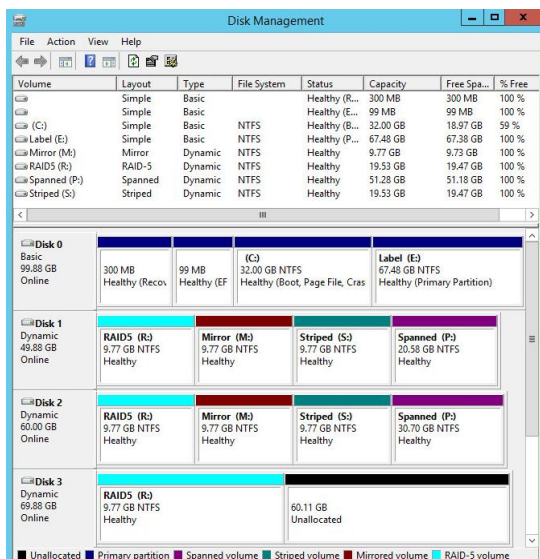 Disk Management
File Action View Help
Volume Layout Type File System Status Capacity Free Spa... % Free
Simple Basic Healthy (R... 300 MB 300 MB 100 %
Simple Basic Healthy (E... 99 MB 99 MB 100 %
(C:) Simple Basic NTFS Healthy (B... 32.00 GB 18.97 GB 59 %
Label (E:) Simple Basic NTFS Healthy (P... 67.48 GB 67.38 GB 100 %
Mirror (M:) Mirror Dynamic NTFS Healthy 9.77 GB 9.73 GB 100 %
RAID5 (R:) RAID-5 Dynamic NTFS Healthy 19.53 GB 19.47 GB 100 %
Spanned (P:) Spanned Dynamic NTFS Healthy 51.28 GB 51.18 GB 100 %
Striped (S:) Striped Dynamic NTFS Healthy 19.53 GB 19.47 GB 100 %
Disk 0
Basic
99.88 GB
Online
300 MB
Healthy (Recov
99 MB
Healthy (EF
(C:)
32.00 GB NTFS
Healthy (Boot, Page File, Cras
Label (E:)
67.48 GB NTFS
Healthy (Primary Partition)
Disk 1
Dynamic
49.88 GB
Online
RAID5 (R:)
9.77 GB NTFS
Healthy
Mirror (M:)
9.77 GB NTFS
Healthy
Striped (S:)
9.77 GB NTFS
Healthy
Spanned (P:)
20.58 GB NTFS
Healthy
Disk 2
Dynamic
60.00 GB
Online
RAID5 (R:)
9.77 GB NTFS
Healthy
Mirror (M:)
9.77 GB NTFS
Healthy
Striped (S:)
9.77 GB NTFS
Healthy
Spanned (P:)
30.70 GB NTFS
Healthy
Disk 3
Dynamic
69.88 GB
Online
RAID5 (R:)
9.77 GB NTFS
Healthy
60.11 GB
Unallocated
Unallocated Primary partition Spanned volume Striped volume Mirrored volume RAID-5 volume